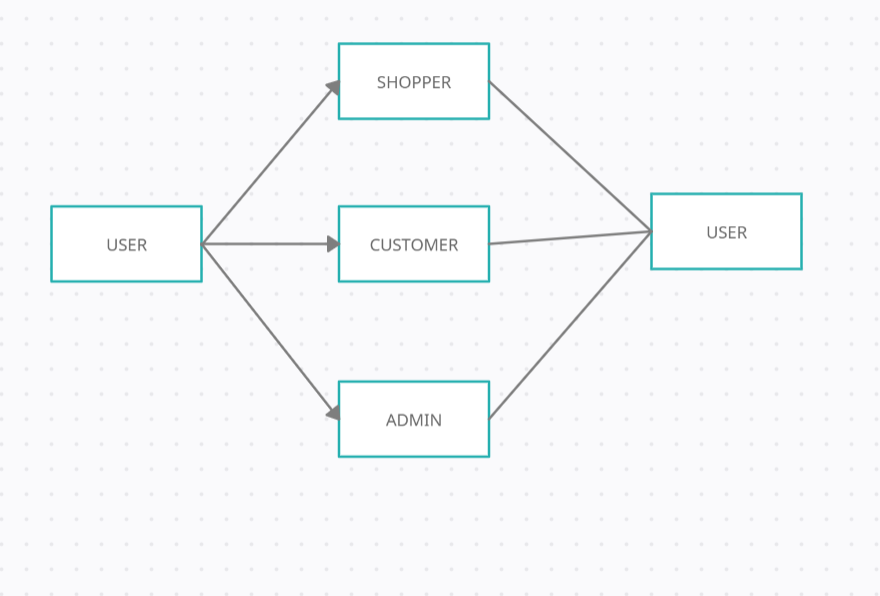 SHOPPER
USER
CUSTOMER
USER
ADMIN